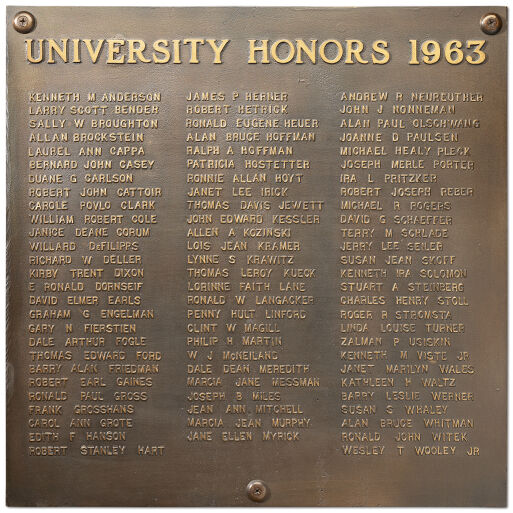 UNIVERSITY HONORS 1963
KENNETH M ANDERSON
LARRY SCOTT BENDER
SALLY W BROUGHTON
ALLAN BROCKSTEIN
LAUREL ANN CAPPA
BERNARD JOHN CASEY
DUANE G CARLSON
ROBERT JOHN CATTOIR
CAROLE POVLO CLARK
WILLIAM ROBERT COLE
JANICE DEANE CORUM
WILLARD DeFILIPPS
RICHARD W DELLER
KIRBY TRENT DIXON
E RONALD DORNSEIF
DAVID ELMER EARLS
GRAHAM G ENGELMAN
GARY N FIERSTIEN
DALE ARTHUR FOGLE
THOMAS EDWARD FORD
BARRY ALAN FRIEDMAN
ROBERT EARL GAINES
RONALD PAUL GROSS
FRANK GROSSHANS
CAROL ANN GROTE
EDITH F HANSON
ROBERT STANLEY HART
JAMES P HERNER
ROBERT HETRICK
RONALD EUGENE HEUER
ALAN BRUCE HOFFMAN
RALPH A HOFFMAN
PATRICIA HOSTETTER
RONNIE ALLAN HOYT
JANET LEE IRICK
THOMAS DAVIS JEWETT
JOHN EDWARD KESSLER
ALLEN A KOZINSKI
LOIS JEAN KRAMER
LYNNE S KRAWITZ
THOMAS LEROY KUECK
LORINNE FAITH LANE
RONALD W LANGACKER
PENNY HULT LINFORD
CLINT W MAGILL
PHILIP H MARTIN
W J McNEILAND
DALE DEAN MEREDITH
MARCIA JANE MESSMAN
JOSEPH B MILES
JEAN ANN MITCHELL
MARCIA JEAN MURPHY
JANE ELLEN MYRICK
ANDREW R NEUREUTHER
JOHN J NONNEMAN
ALAN PAUL OLSCHWANG
JOANNE D PAULSEN
MICHAEL HEALY PLECK
JOSEPH MERLE PORTER
IRA L PRITZKER
ROBERT JOSEPH REBER
MICHAEL R ROGERS
DAVID G SCHAEFFER
TERRY M SCHLADE
JERRY LEE SEILER
SUSAN JEAN SKOFF
KENNETH IRA SOLOMON
STUART A STEINBERG
CHARLES HENRY STOLL
ROGER R STROMSTA
LINDA LOUISE TURNER
ZALMAN P USISKIN
KENNETH M VISTE JR
JANET MARILYN WALES
KATHLEEN H WALTZ
BARRY LESLIE WERNER
SUSAN S WHALEY
ALAN BRUCE WHITMAN
RONALD JOHN WITEK
WESLEY T WOOLEY JR